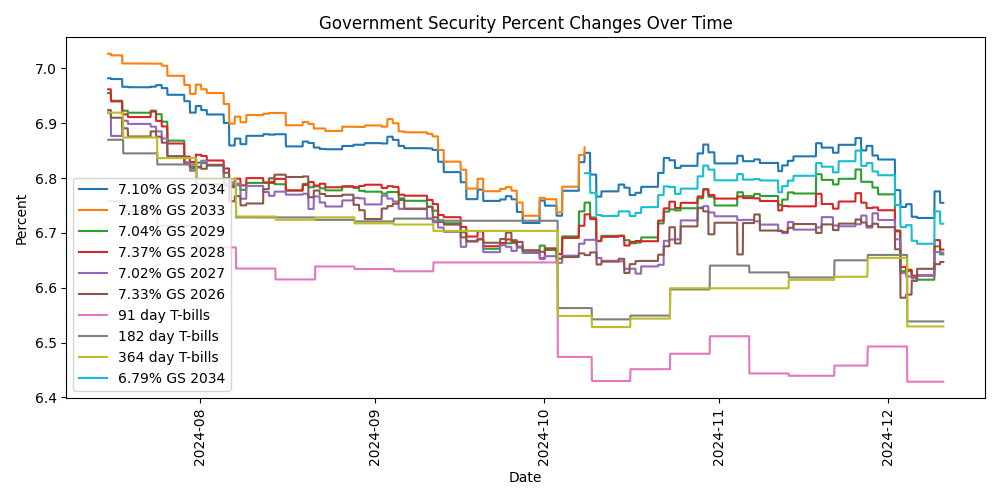 Government Security Percent Changes Over Time
Percent
7.0
6.9
6.8
6.7
6.6
6.5
6.4
7.10% GS 2034
7.18% GS 2033
7.04% GS 2029
7.37% GS 2028
7.02% GS 2027
7.33% GS 2026
91 day T-bills
182 day T-bills
364 day T-bills
6.79% GS 2034
2024-08
2024-09
2024-10
2024-11
2024-12
Date